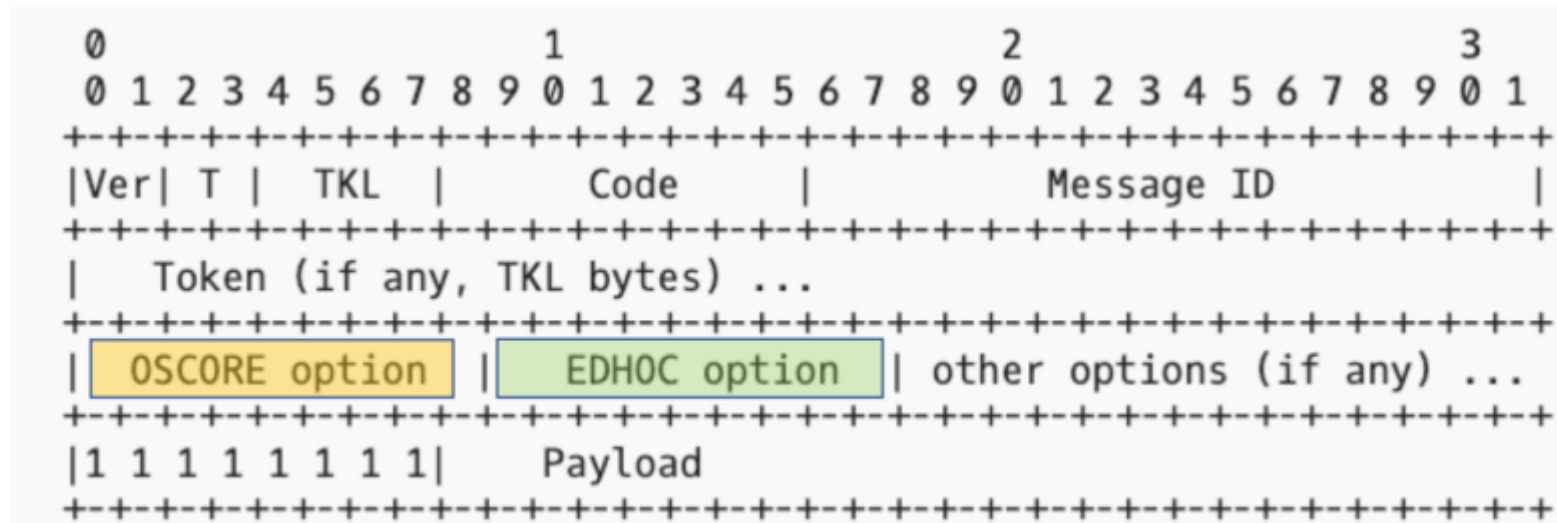 0 1 2 3
0 1 2 3 4 5 6 7 8 9 0 1 2 3 4 5 6 7 8 9 0 1 2 3 4 5 6 7 8 9 0 1
+-+-+-+-+-+-+-+-+-+-+-+-+-+-+-+-+-+-+-+-+-+-+-+-+-+-+-+-+-+-+-+-+
|Ver| T | TKL | Code | Message ID |
+-+-+-+-+-+-+-+-+-+-+-+-+-+-+-+-+-+-+-+-+-+-+-+-+-+-+-+-+-+-+-+-+
| Token (if any, TKL bytes) ...
+-+-+-+-+-+-+-+-+-+-+-+-+-+-+-+-+-+-+-+-+-+-+-+-+-+-+-+-+-+-+-+-+
| OSCORE option | EDHOC option | other options (if any) ...
+-+-+-+-+-+-+-+-+-+-+-+-+-+-+-+-+-+-+-+-+-+-+-+-+-+-+-+-+-+-+-+-+
|1 1 1 1 1 1 1 1| Payload
+-+-+-+-+-+-+-+-+-+-+-+-+-+-+-+-+-+-+-+-+-+-+-+-+-+-+-+-+-+-+-+-+